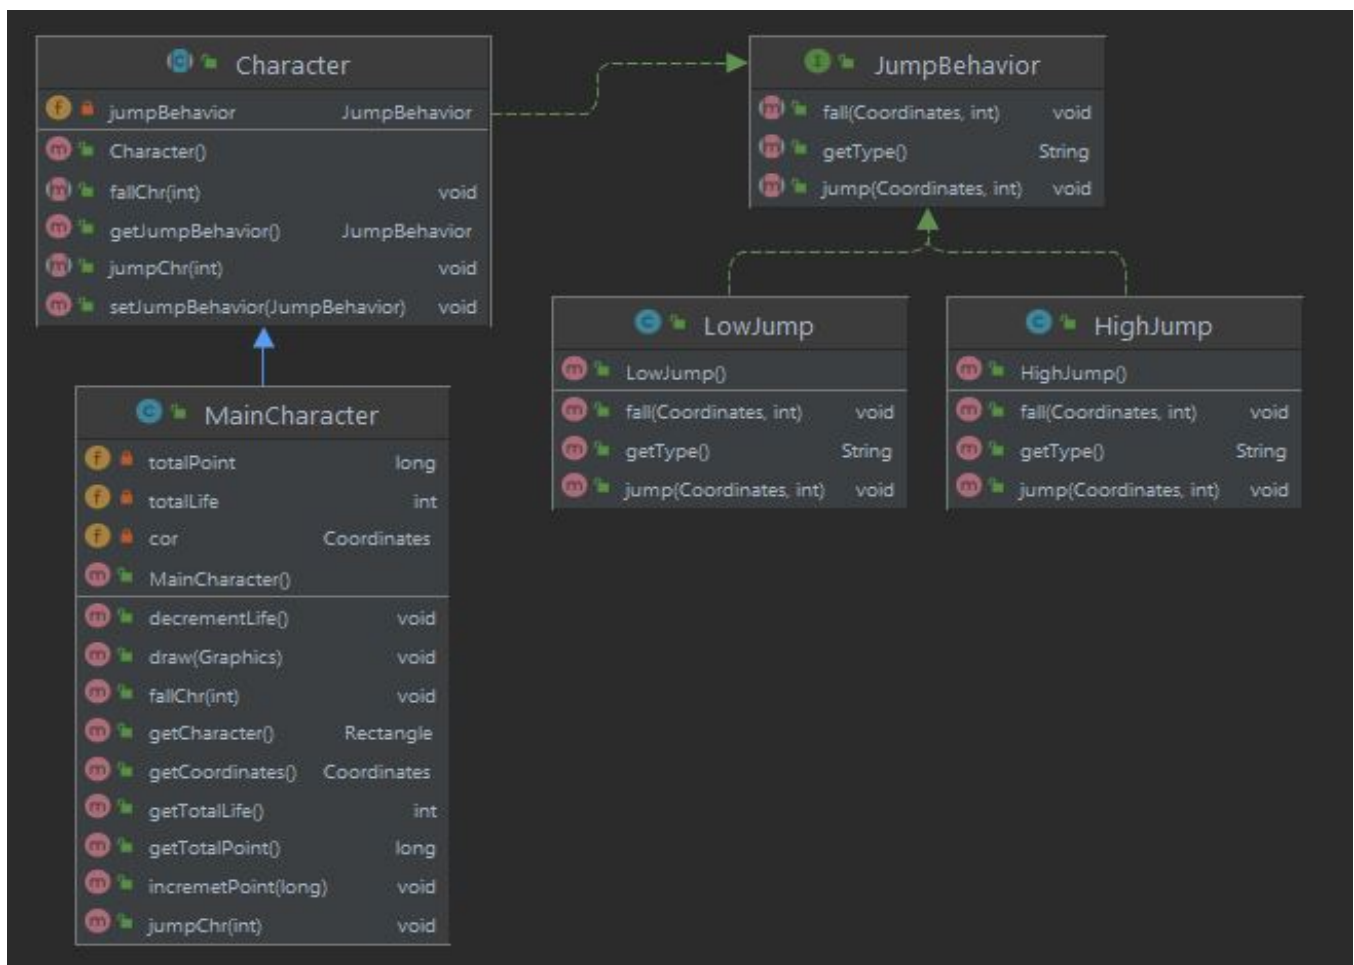 Character
jumpBehavior JumpBehavior
Character()
fallChr(int) void
getJumpBehavior() JumpBehavior
jumpChr(int) void
setJumpBehavior(JumpBehavior) void
JumpBehavior
fall(Coordinates, int) void
getType() String
jump(Coordinates, int) void
LowJump
LowJump()
fall(Coordinates, int) void
getType() String
jump(Coordinates, int) void
HighJump
HighJump()
fall(Coordinates, int) void
getType() String
jump(Coordinates, int) void
MainCharacter
totalPoint long
totalLife int
cor Coordinates
MainCharacter()
decrementLife() void
draw(Graphics) void
fallChr(int) void
getCharacter() Rectangle
getCoordinates() Coordinates
getTotalLife() int
getTotalPoint() long
incremetPoint(long) void
jumpChr(int) void